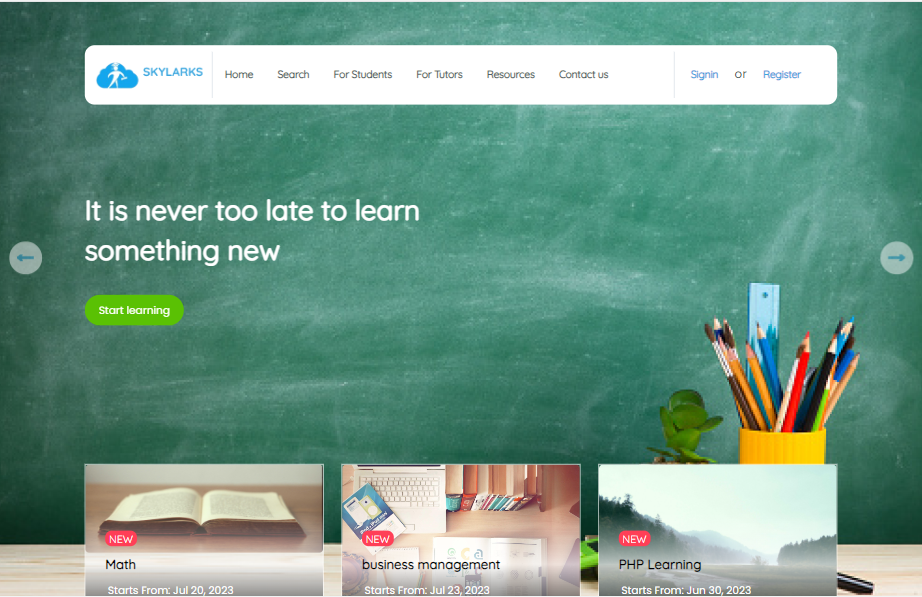 SKYLARKS
Home Search For Students For Tutors Resources Contact us
Signin or Register
It is never too late to learn
something new
Start learning
NEW
Math
Starts From: Jul 20, 2023
NEW
business management
Starts From: Jul 23, 2023
NEW
PHP Learning
Starts From: Jun 30, 2023